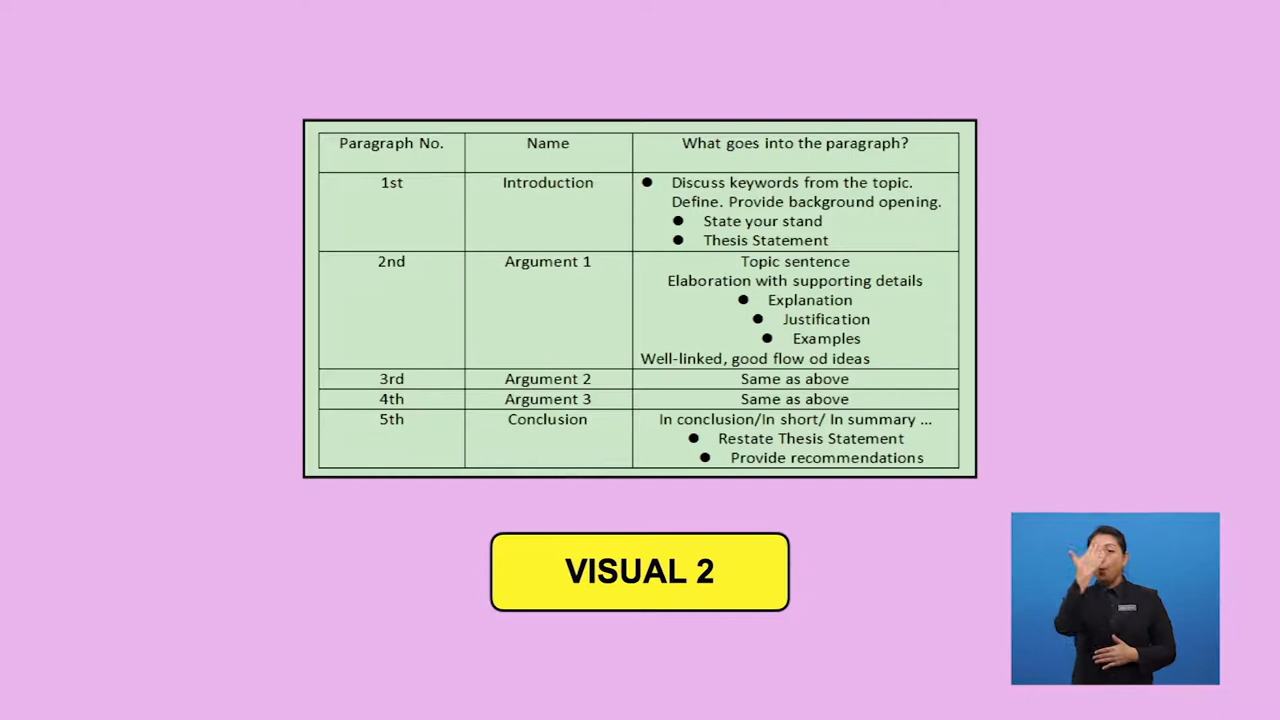 Paragraph No. Name What goes into the paragraph?
1st Introduction ● Discuss keywords from the topic.
Define. Provide background opening.
● State your stand
● Thesis Statement
2nd Argument 1 Topic sentence
Elaboration with supporting details
● Explanation
● Justification
● Examples
Well-linked, good flow od ideas
3rd Argument 2 Same as above
4th Argument 3 Same as above
5th Conclusion In conclusion/In short/ In summary ...
● Restate Thesis Statement
● Provide recommendations
VISUAL 2